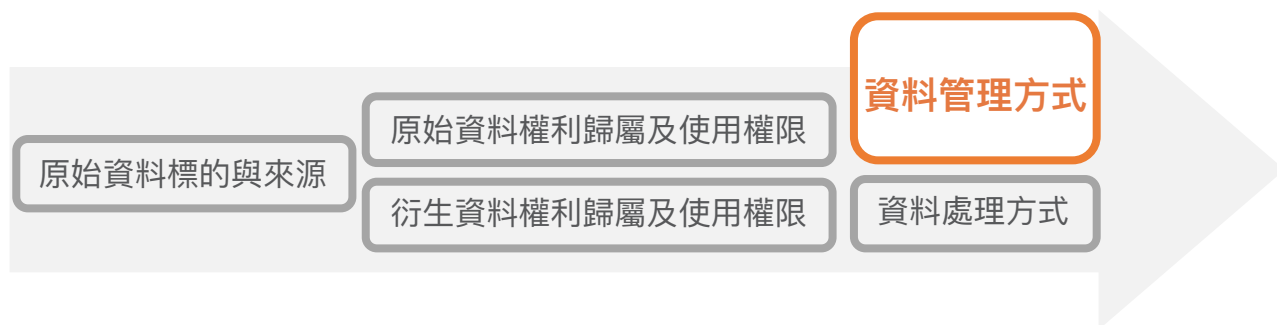 原始資料標的與來源
原始資料權利歸屬及使用權限
衍生資料權利歸屬及使用權限
資料管理方式
資料處理方式